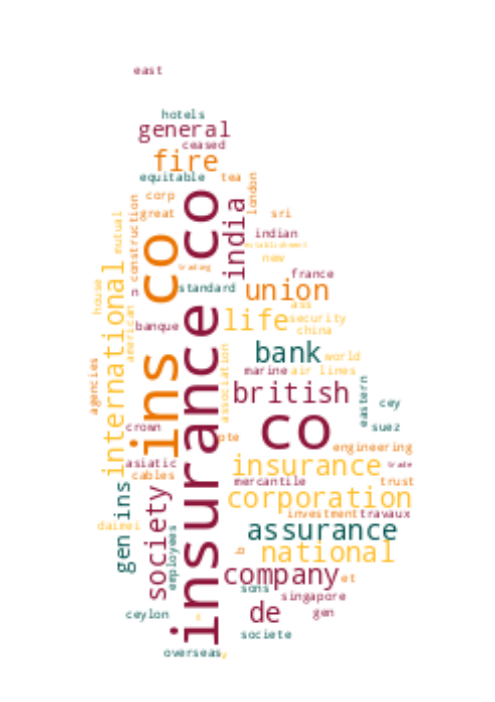 east
hotels
general
ceased
fire
equitable
tea
corp
london
great
sri
construction
mutual
india
indian
establishment
new
trading
france
n
standard
union
house
american
ass
banque
life
security
china
bank
world
international
ins co
insurance co
marine
air lines
agencies
association
british
eastern
cey
crown
co
suez
pte
engineering
asiatic
insurance
trade
cables
mercantile
trust
gen ins
society
corporation
investment
travaux
daimei
assurance
employees
b
national
company
et
sons
singapore
ceylon
de
gen
societe
overseas